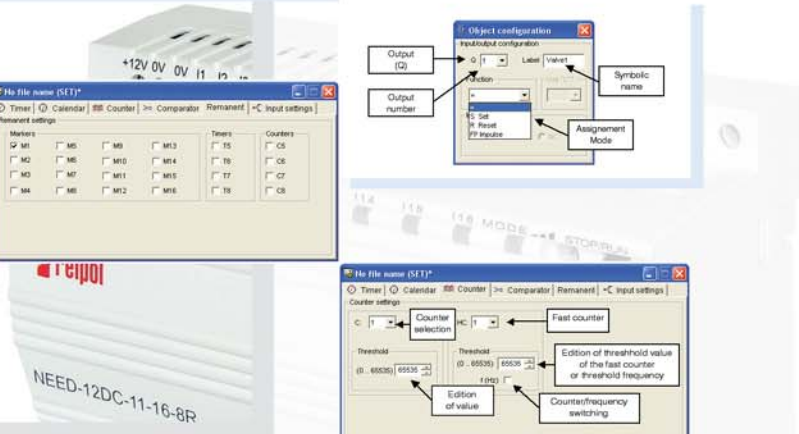 +12V 0V 0V I1 I2
No file name (SET)*
Timer Calendar Counter Comparator Remanent Input settings
Remanent settings
Markers Timers Counters
M1 M5 M9 M13 T5 C5
M2 M6 M10 M14 T6 C6
M3 M7 M11 M15 T7 C7
M4 M8 M12 M16 T8 C8
Relpol
NEED-12DC-11-16-8R
Object configuration
Input/output configuration
Output
(Q)
Q 1 Label Valve1
Symbolic
name
Function
Output
number
=
=
S Set
R Reset
FP Impulse
Assignement
Mode
I14 I15 I16 MODE STOP/RUN
No file name (SET)*
Timer Calendar Counter Comparator Remanent Input settings
Counter settings
C: 1
Counter
selection
HC 1
Fast counter
Threshold
(0 .. 65535) 65535
Threshold
(0 .. 65535) 65535
f (Hz)
Edition of threshhold value
of the fast counter
or threshold frequency
Edition
of value
Counter/frequency
switching